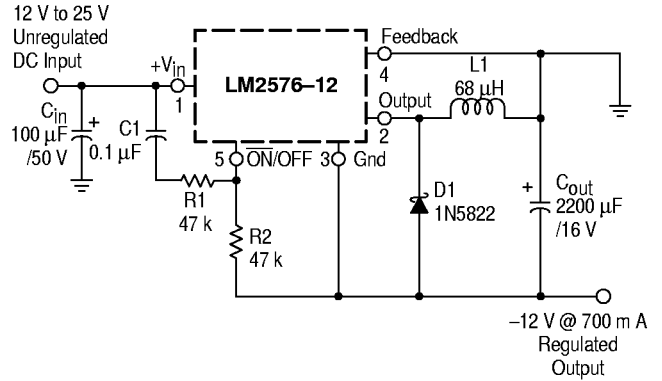 12 V to 25 V
Unregulated
DC Input
+Vin
1
Cin
100 µF
/50 V
+
C1
0.1 µF
LM2576–12
Feedback
4
Output
2
L1
68 µH
5
ON/OFF
3
Gnd
R1
47 k
R2
47 k
D1
1N5822
+
Cout
2200 µF
/16 V
–12 V @ 700 m A
Regulated
Output